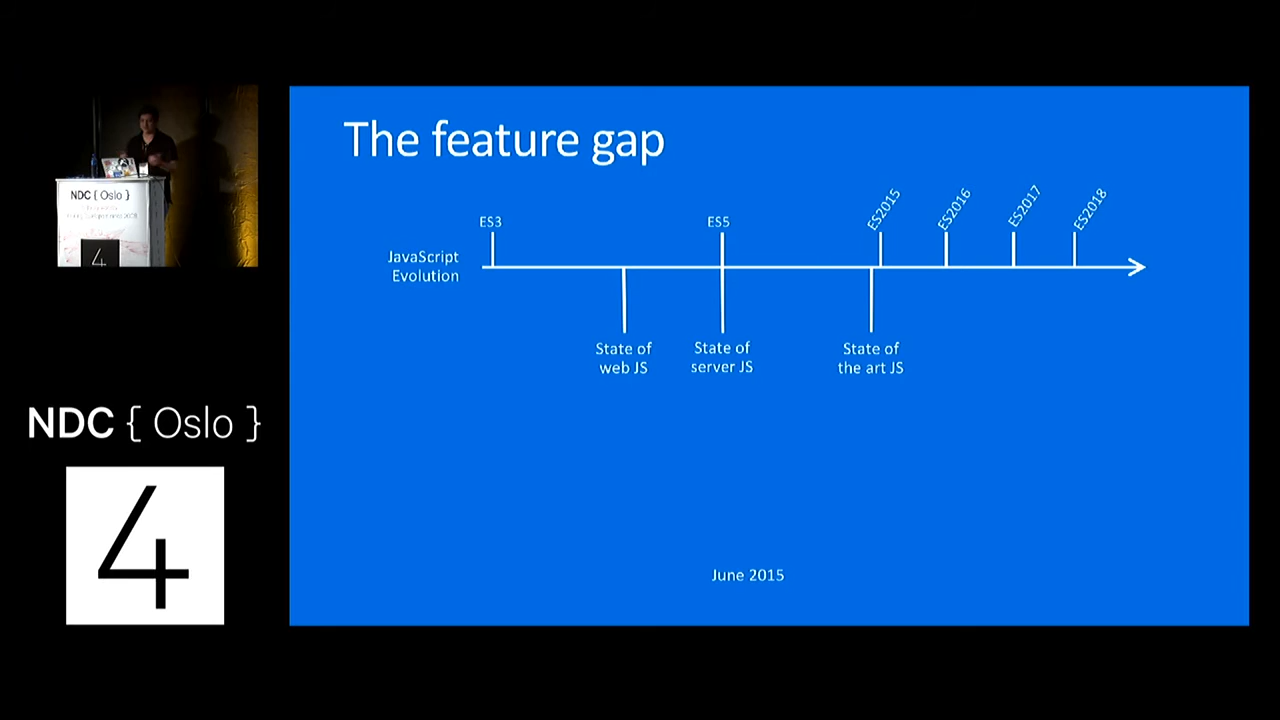 The feature gap
ES3
ES5
ES2015
ES2016
ES2017
ES2018
JavaScript
Evolution
State of
web JS
State of
server JS
State of
the art JS
June 2015
NDC { Oslo }
4
NDC { Oslo }
4